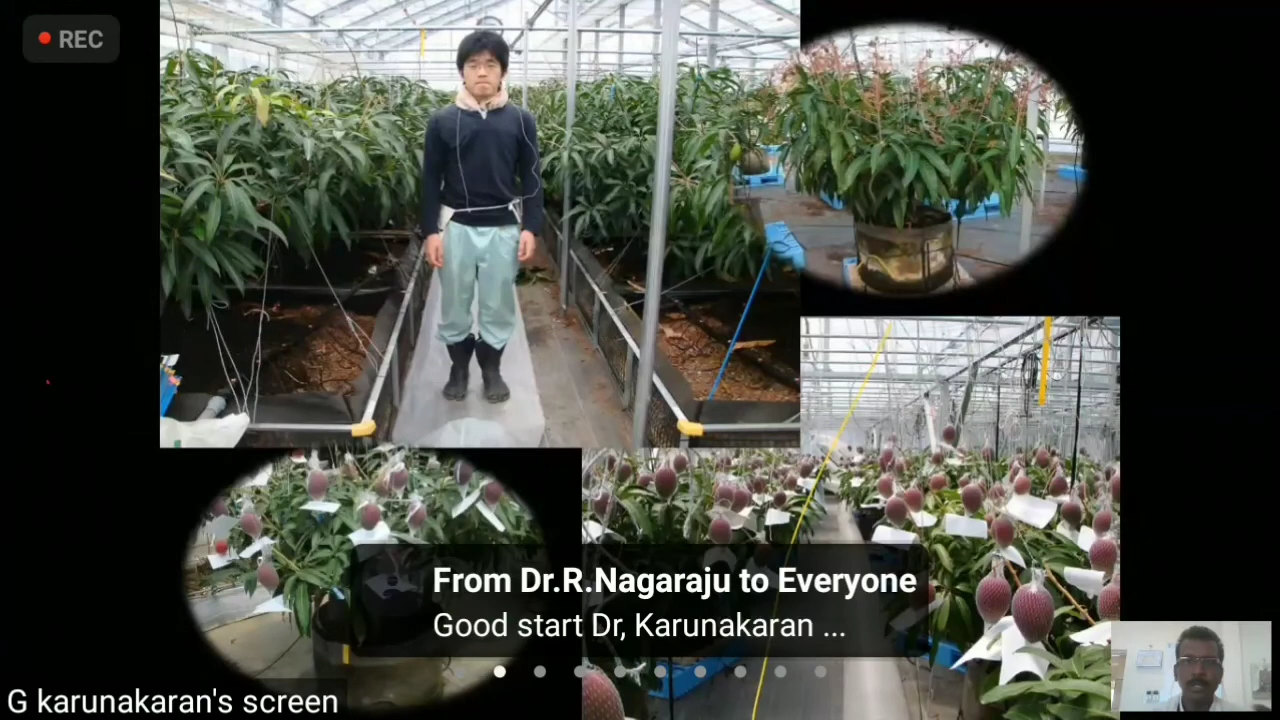 REC
From Dr.R.Nagaraju to Everyone
Good start Dr, Karunakaran ...
G karunakaran's screen